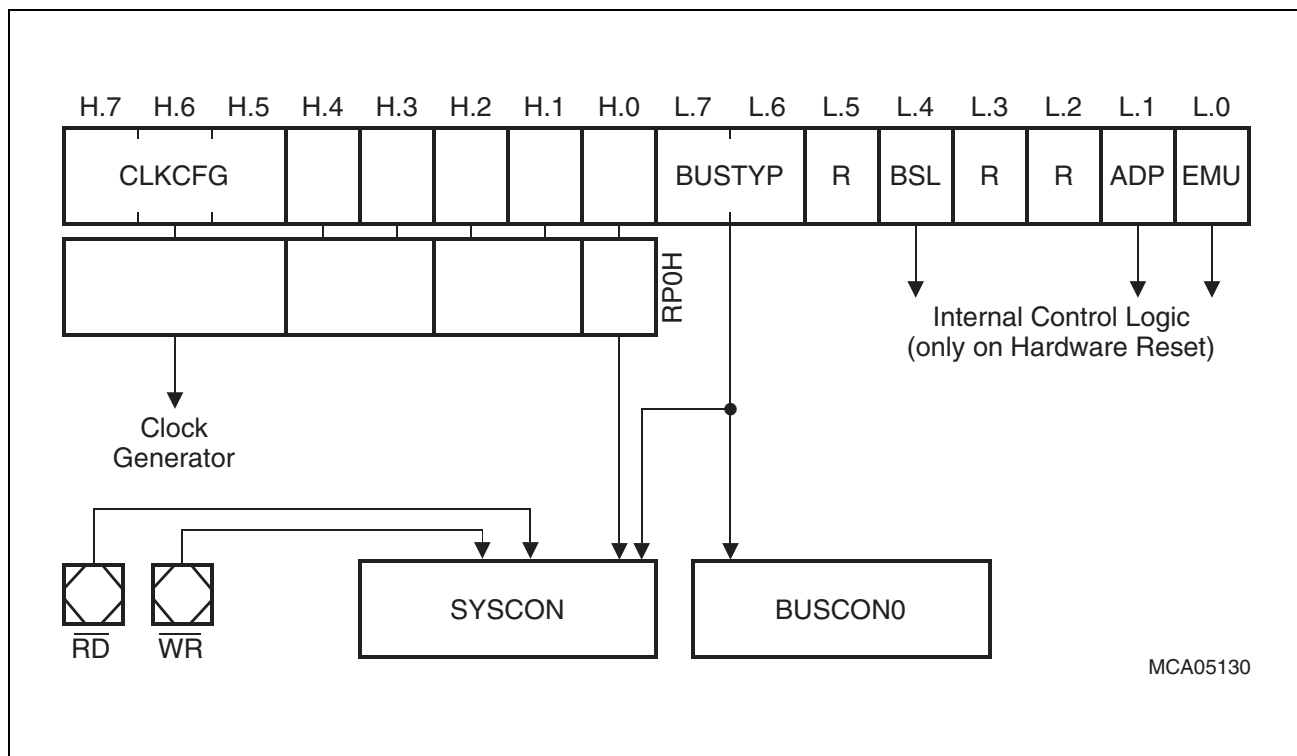 H.7 H.6 H.5 H.4 H.3 H.2 H.1 H.0 L.7 L.6 L.5 L.4 L.3 L.2 L.1 L.0
CLKCFG BUSTYP R BSL R R ADP EMU
RP0H
Internal Control Logic
(only on Hardware Reset)
Clock
Generator
SYSCON BUSCON0
RD WR
MCA05130